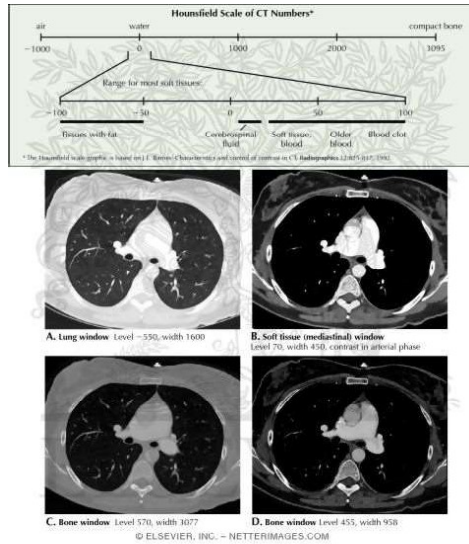 Hounsfield Scale of CT Numbers*
air water compact bone
−1000 0 1000 2000 3095
Range for most soft tissues
−100 −50 0 50 100
Tissues with fat Cerebrospinal fluid Soft tissue, blood Older blood Blood clot
* The Hounsfield scale graphic is based on J.E. Barnes: Characteristics and control of contrast in CT. Radiographics 12:825-837, 1992
A. Lung window Level −550, width 1600
B. Soft tissue (mediastinal) window
Level 70, width 450, contrast in arterial phase
C. Bone window Level 570, width 3077
D. Bone window Level 455, width 958
© ELSEVIER, INC. – NETTERIMAGES.COM